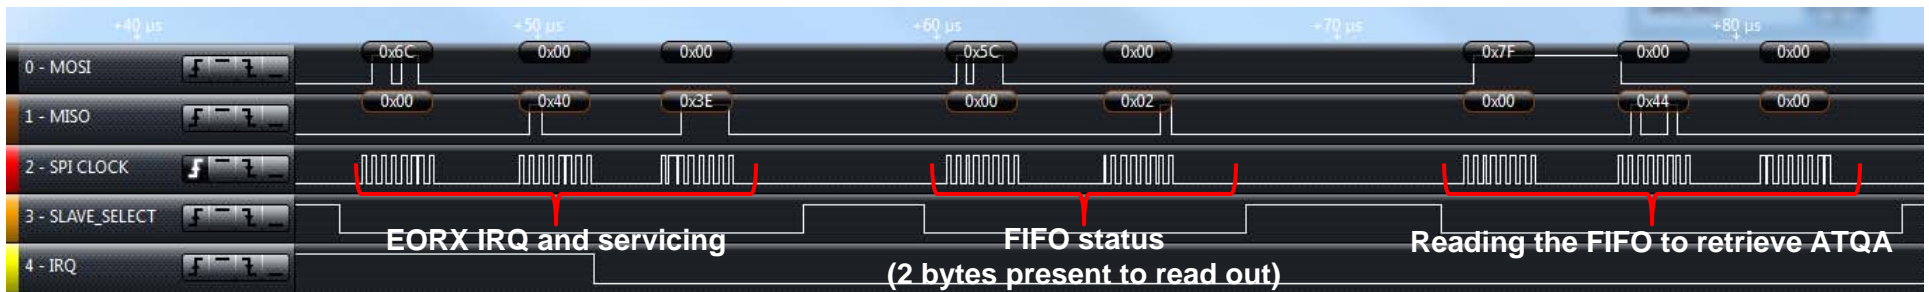 +40 µs +50 µs +60 µs +70 µs +80 µs
0 - MOSI 0x6C 0x00 0x00 0x5C 0x00 0x7F 0x00 0x00
1 - MISO 0x00 0x40 0x3E 0x00 0x02 0x00 0x44 0x00
2 - SPI CLOCK
3 - SLAVE_SELECT
EORX IRQ and servicing FIFO status Reading the FIFO to retrieve ATQA
4 - IRQ
(2 bytes present to read out)